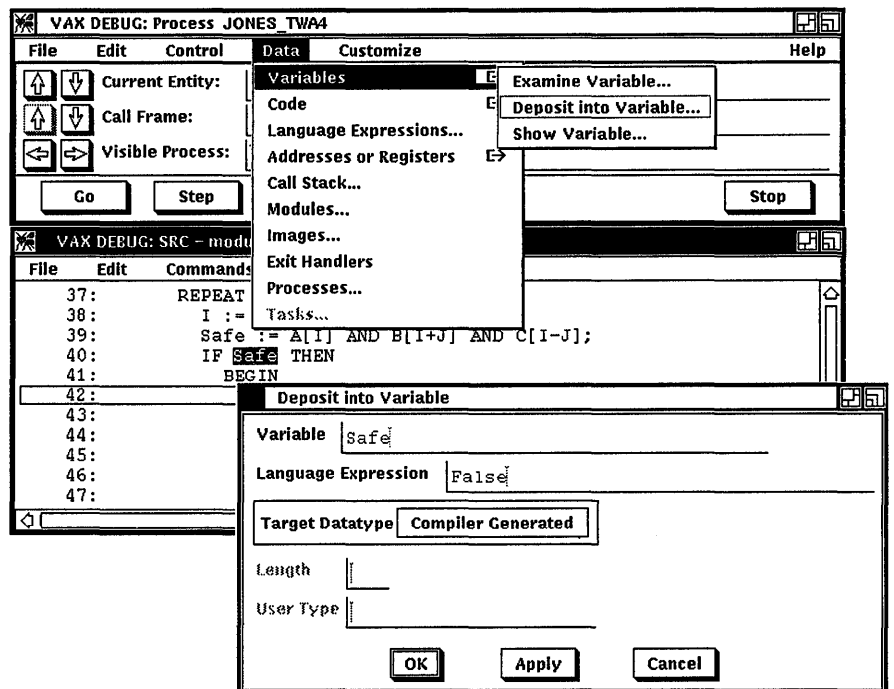 VAX DEBUG: Process JONES_TWA4
File Edit Control Data Customize Help
Current Entity:
Call Frame:
Visible Process:
Go Step Stop
Variables
Code
Language Expressions...
Addresses or Registers
Call Stack...
Modules...
Images...
Exit Handlers
Processes...
Tasks...
Examine Variable...
Deposit into Variable...
Show Variable...
VAX DEBUG: SRC – modu
File Edit Commands
37: REPEAT
38: I :=
39: Safe := A[I] AND B[I+J] AND C[I-J];
40: IF Safe THEN
41: BEGIN
42:
43:
44:
45:
46:
47:
Deposit into Variable
Variable Safe
Language Expression False
Target Datatype Compiler Generated
Length
User Type
OK Apply Cancel